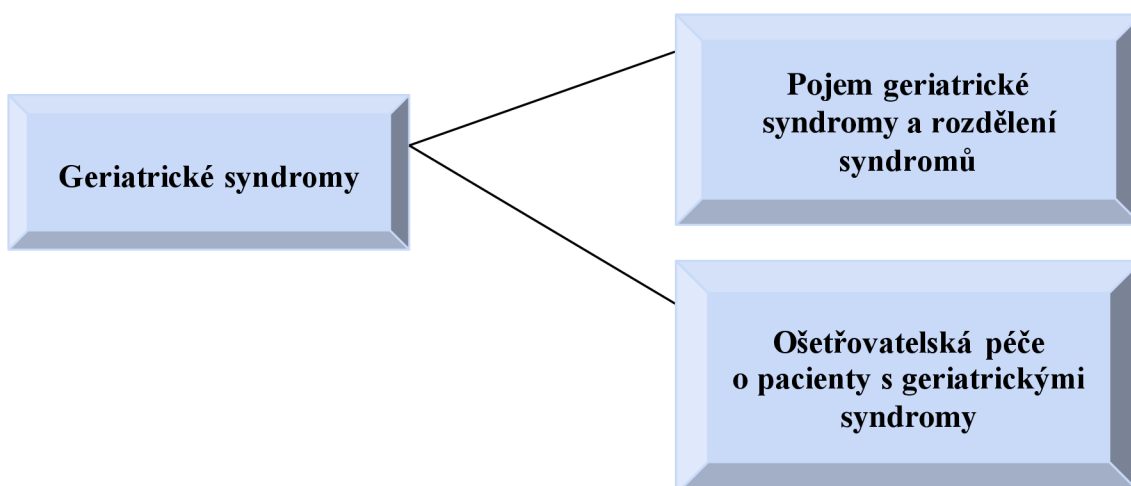 Geriatrické syndromy
Pojem geriatrické
syndromy a rozdělení
syndromů
Ošetřovatelská péče
o pacienty s geriatrickými
syndromy